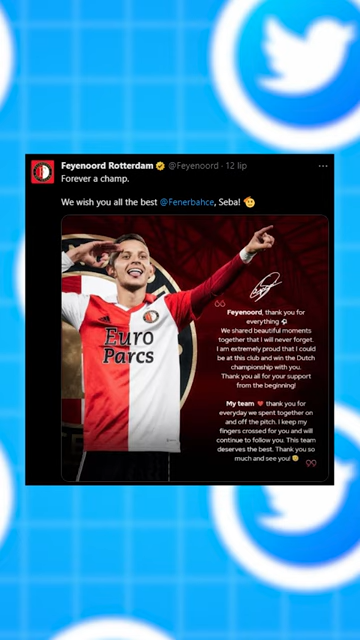 Feyenoord Rotterdam @Feyenoord · 12 lip
Forever a champ.
We wish you all the best @Fenerbahce, Seba!
Feyenoord, thank you for
everything
We shared beautiful moments
together that I will never forget.
I am extremely proud that I could
be at this club and win the Dutch
championship with you.
Thank you all for your support
from the beginning!
My team ❤️ thank you for
everyday we spent together on
and off the pitch. I keep my
fingers crossed for you and will
continue to follow you. This team
deserves the best. Thank you so
much and see you!
Euro
Parcs